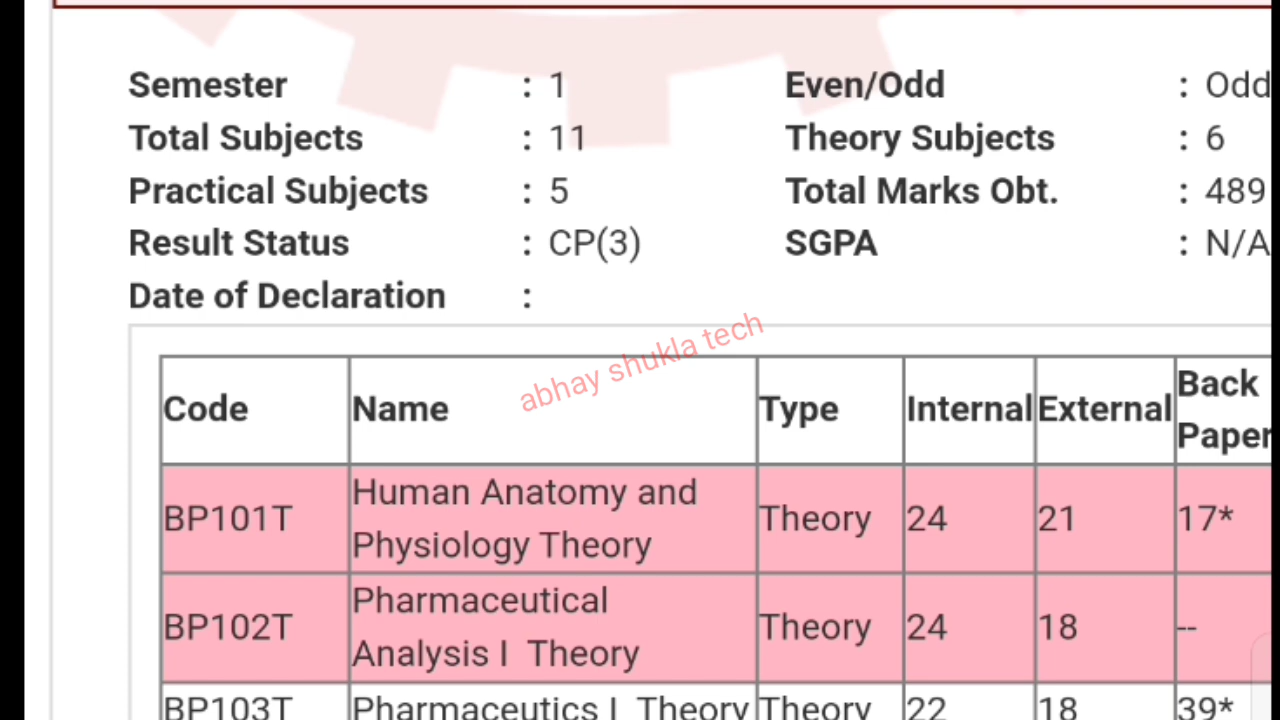 Semester : 1 Even/Odd : Odd
Total Subjects : 11 Theory Subjects : 6
Practical Subjects : 5 Total Marks Obt. : 489
Result Status : CP(3) SGPA : N/A
Date of Declaration :
abhay shukla tech
Code Name Type Internal External Back Paper
BP101T Human Anatomy and Theory 24 21 17*
Physiology Theory
BP102T Pharmaceutical Theory 24 18 --
Analysis I Theory
BP103T Pharmaceutics I Theory Theory 22 18 39*